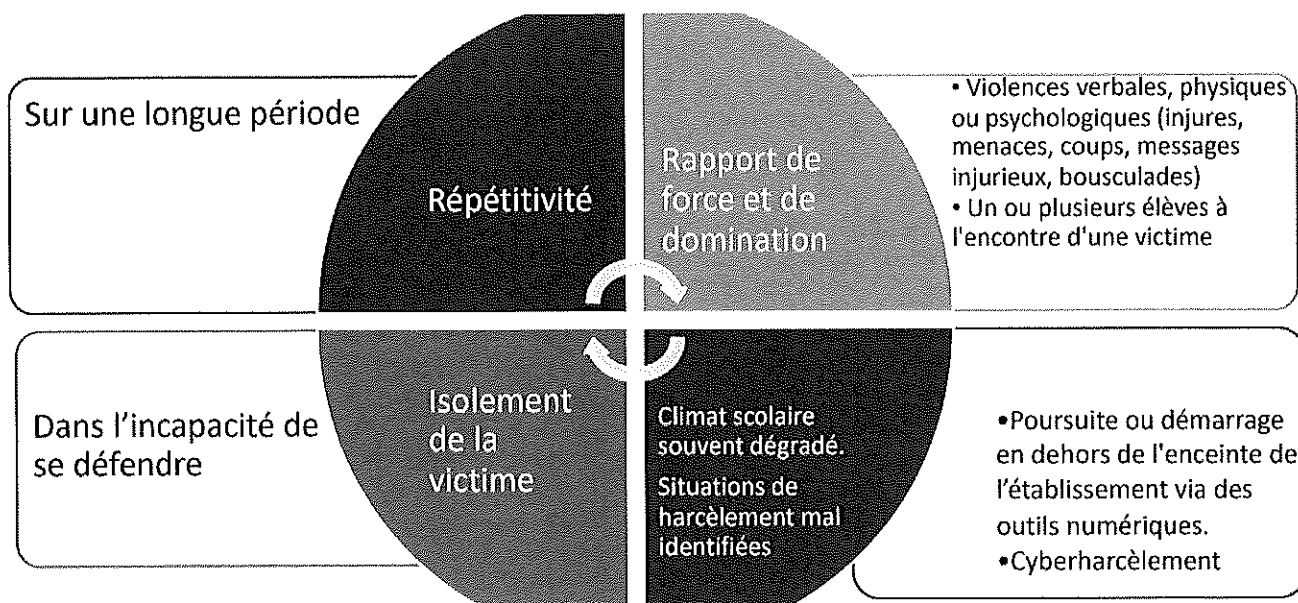 Sur une longue période
Répétitivité
Rapport de
force et de
domination
• Violences verbales, physiques
ou psychologiques (injures,
menaces, coups, messages
injurieux, bousculades)
• Un ou plusieurs élèves à
l'encontre d'une victime
Dans l'incapacité de
se défendre
Isolement
de la
victime
Climat scolaire
souvent dégradé.
Situations de
harcèlement mal
identifiées
•Poursuite ou démarrage
en dehors de l'enceinte de
l'établissement via des
outils numériques.
•Cyberharcèlement